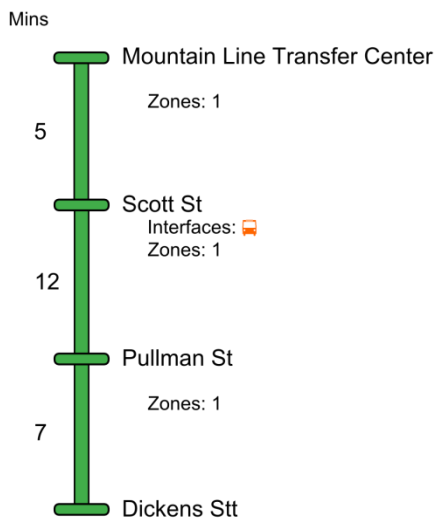 Mins
Mountain Line Transfer Center
Zones: 1
5
Scott St
Interfaces:
Zones: 1
12
Pullman St
Zones: 1
7
Dickens Stt